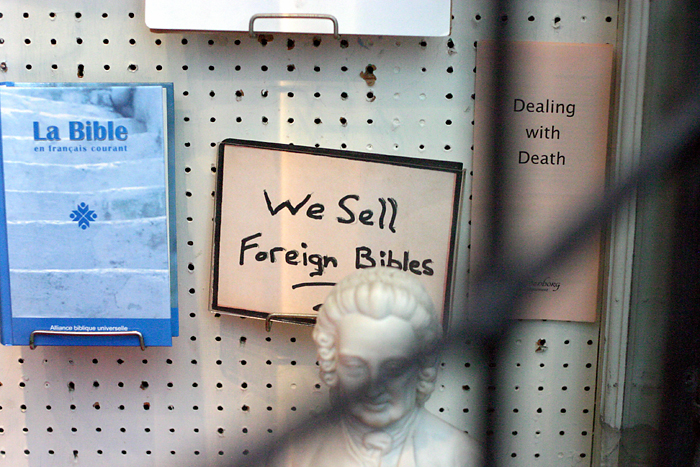 La Bible
en français courant
Alliance biblique universelle
We Sell
Foreign Bibles
Dealing
with
Death